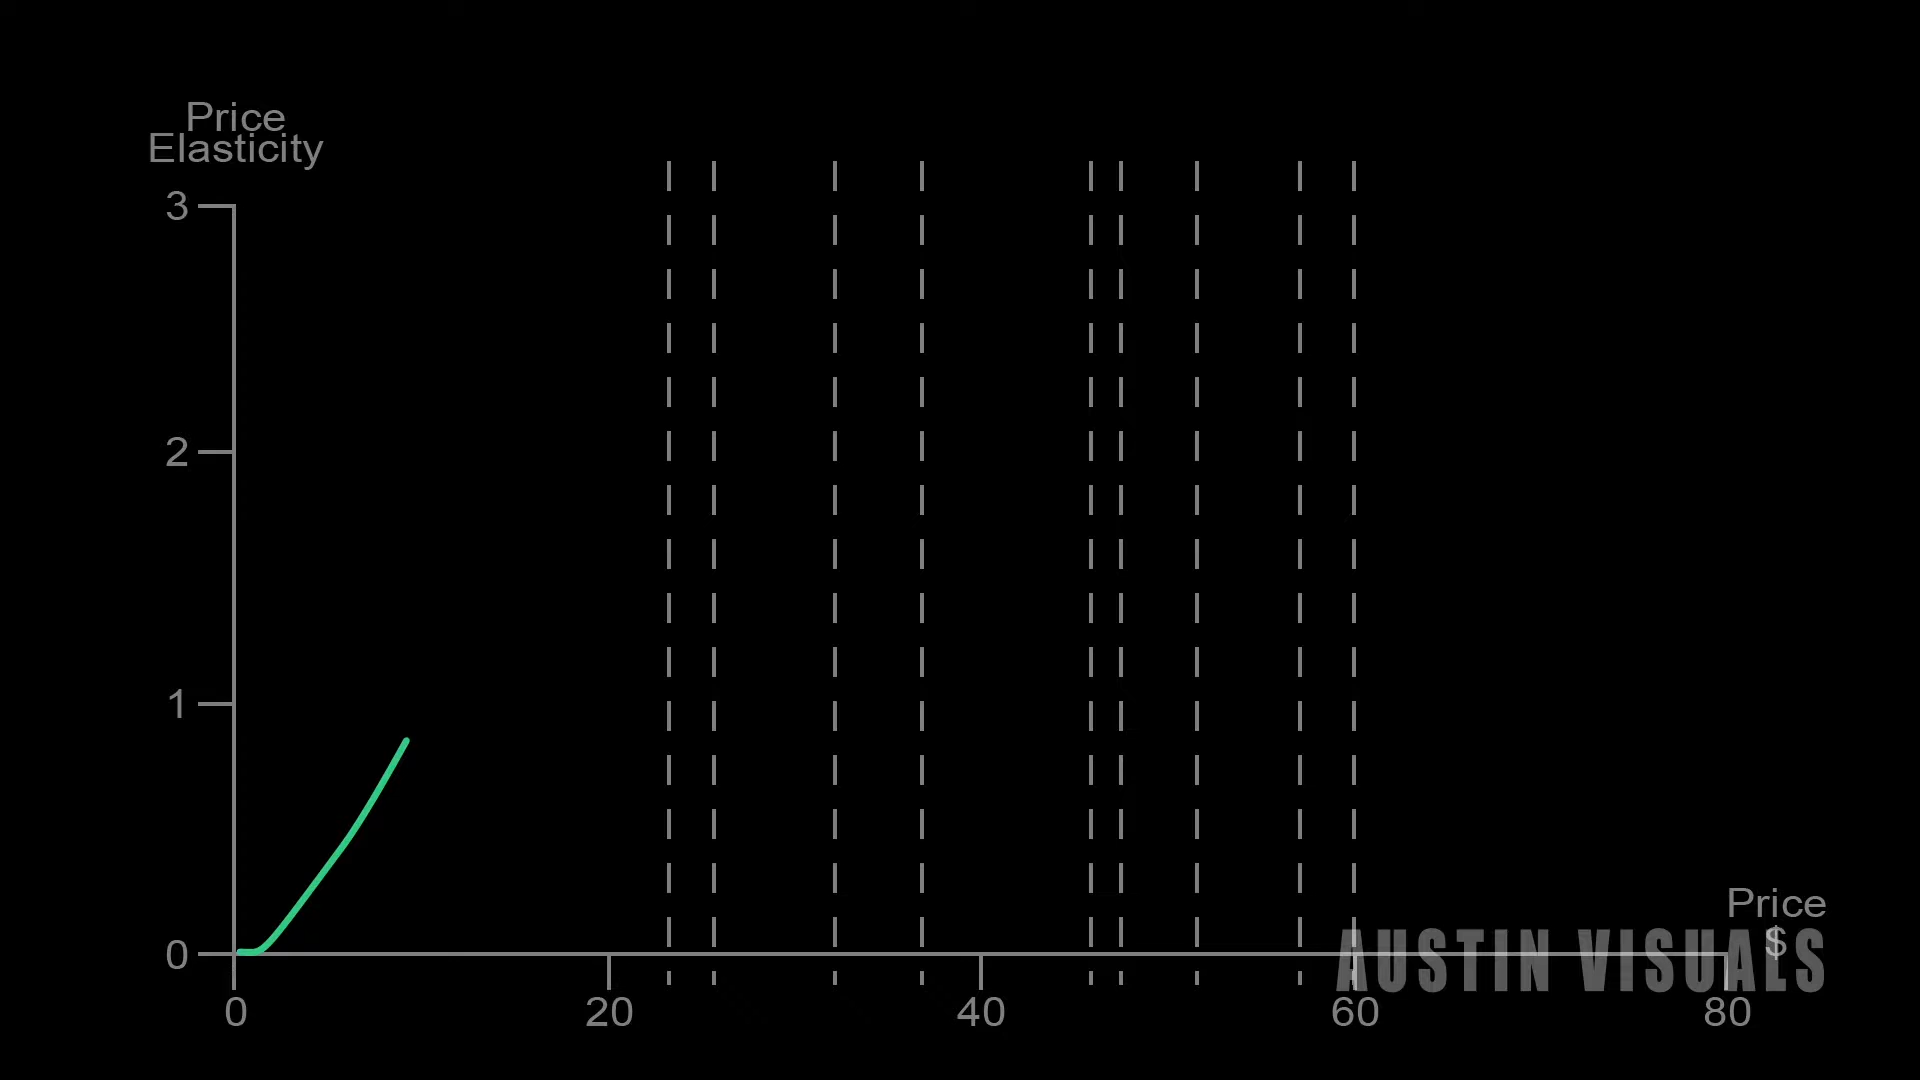 Price
Elasticity
3
2
1
0
Price
$
AUSTIN VISUALS
0 20 40 60 80